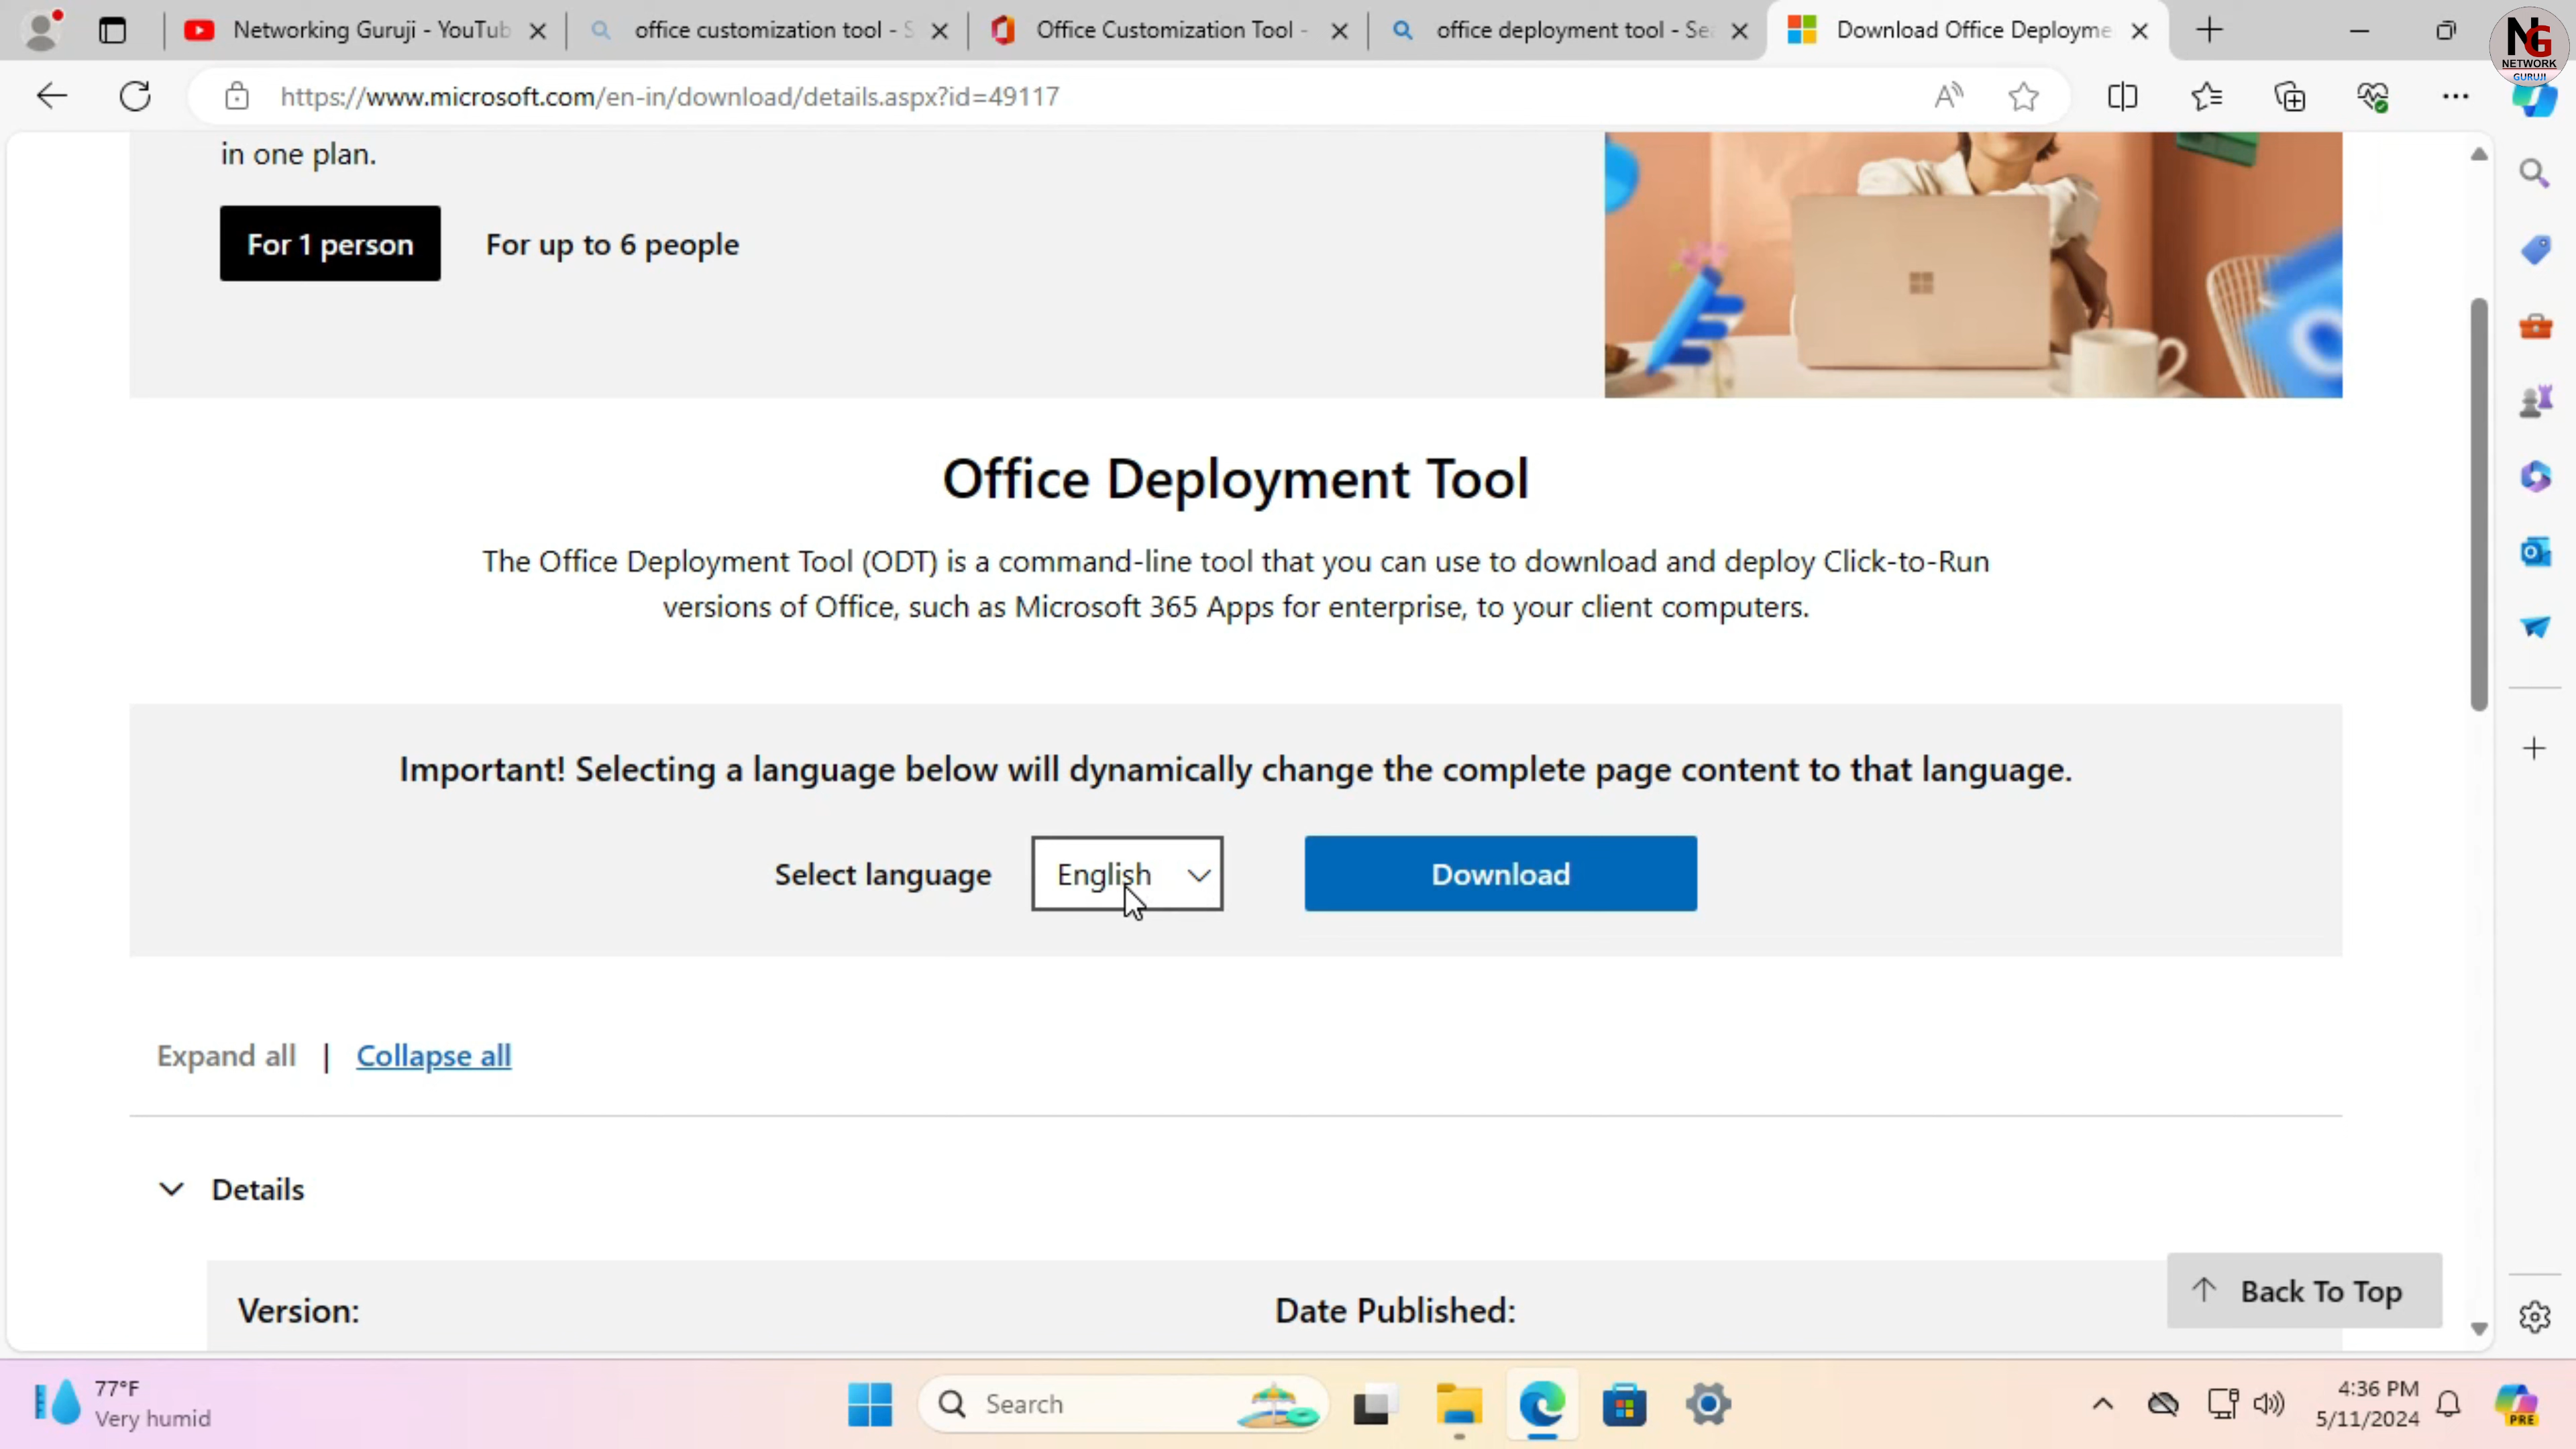 Networking Guruji - YouTub
office customization tool - S
Office Customization Tool -
office deployment tool - Sea
Download Office Deployme
NG
NETWORK
GURUJI
https://www.microsoft.com/en-in/download/details.aspx?id=49117
in one plan.
For 1 person
For up to 6 people
Office Deployment Tool
The Office Deployment Tool (ODT) is a command-line tool that you can use to download and deploy Click-to-Run
versions of Office, such as Microsoft 365 Apps for enterprise, to your client computers.
Important! Selecting a language below will dynamically change the complete page content to that language.
Select language
English
Download
Expand all | Collapse all
Details
Version:
Date Published:
Back To Top
77°F
Very humid
Search
4:36 PM
5/11/2024
PRE